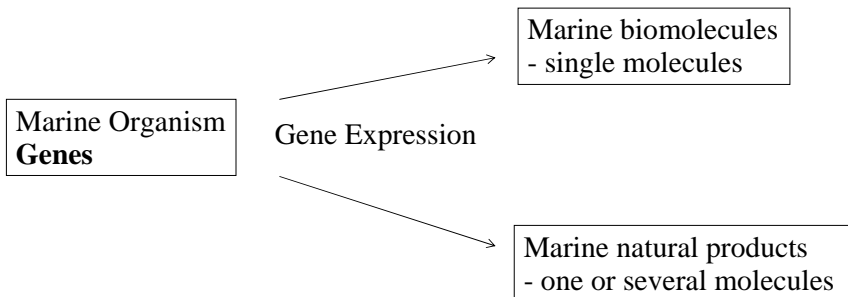 Marine biomolecules
- single molecules
Marine Organism
Genes
Gene Expression
Marine natural products
- one or several molecules